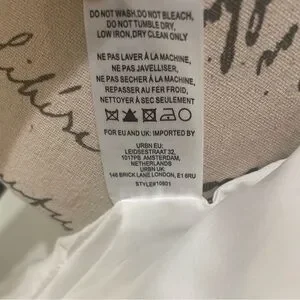 DO NOT WASH,DO NOT BLEACH,
DO NOT TUMBLE DRY,
LOW IRON,DRY CLEAN ONLY
NE PAS LAVER Á LA MACHINE,
NE PAS JAVELLISER,
NE PAS SECHER Á LA MACHINE,
REPASSER AU FER FROID,
NETTOYER Á SEC SEULEMENT
FOR EU AND UK: IMPORTED BY
URBN EU:
LEIDSESTRAAT 32,
1017PB AMSTERDAM,
NETHERLANDS
URBN UK:
146 BRICK LANS LONDON, E1 6RU
STYLE#10801